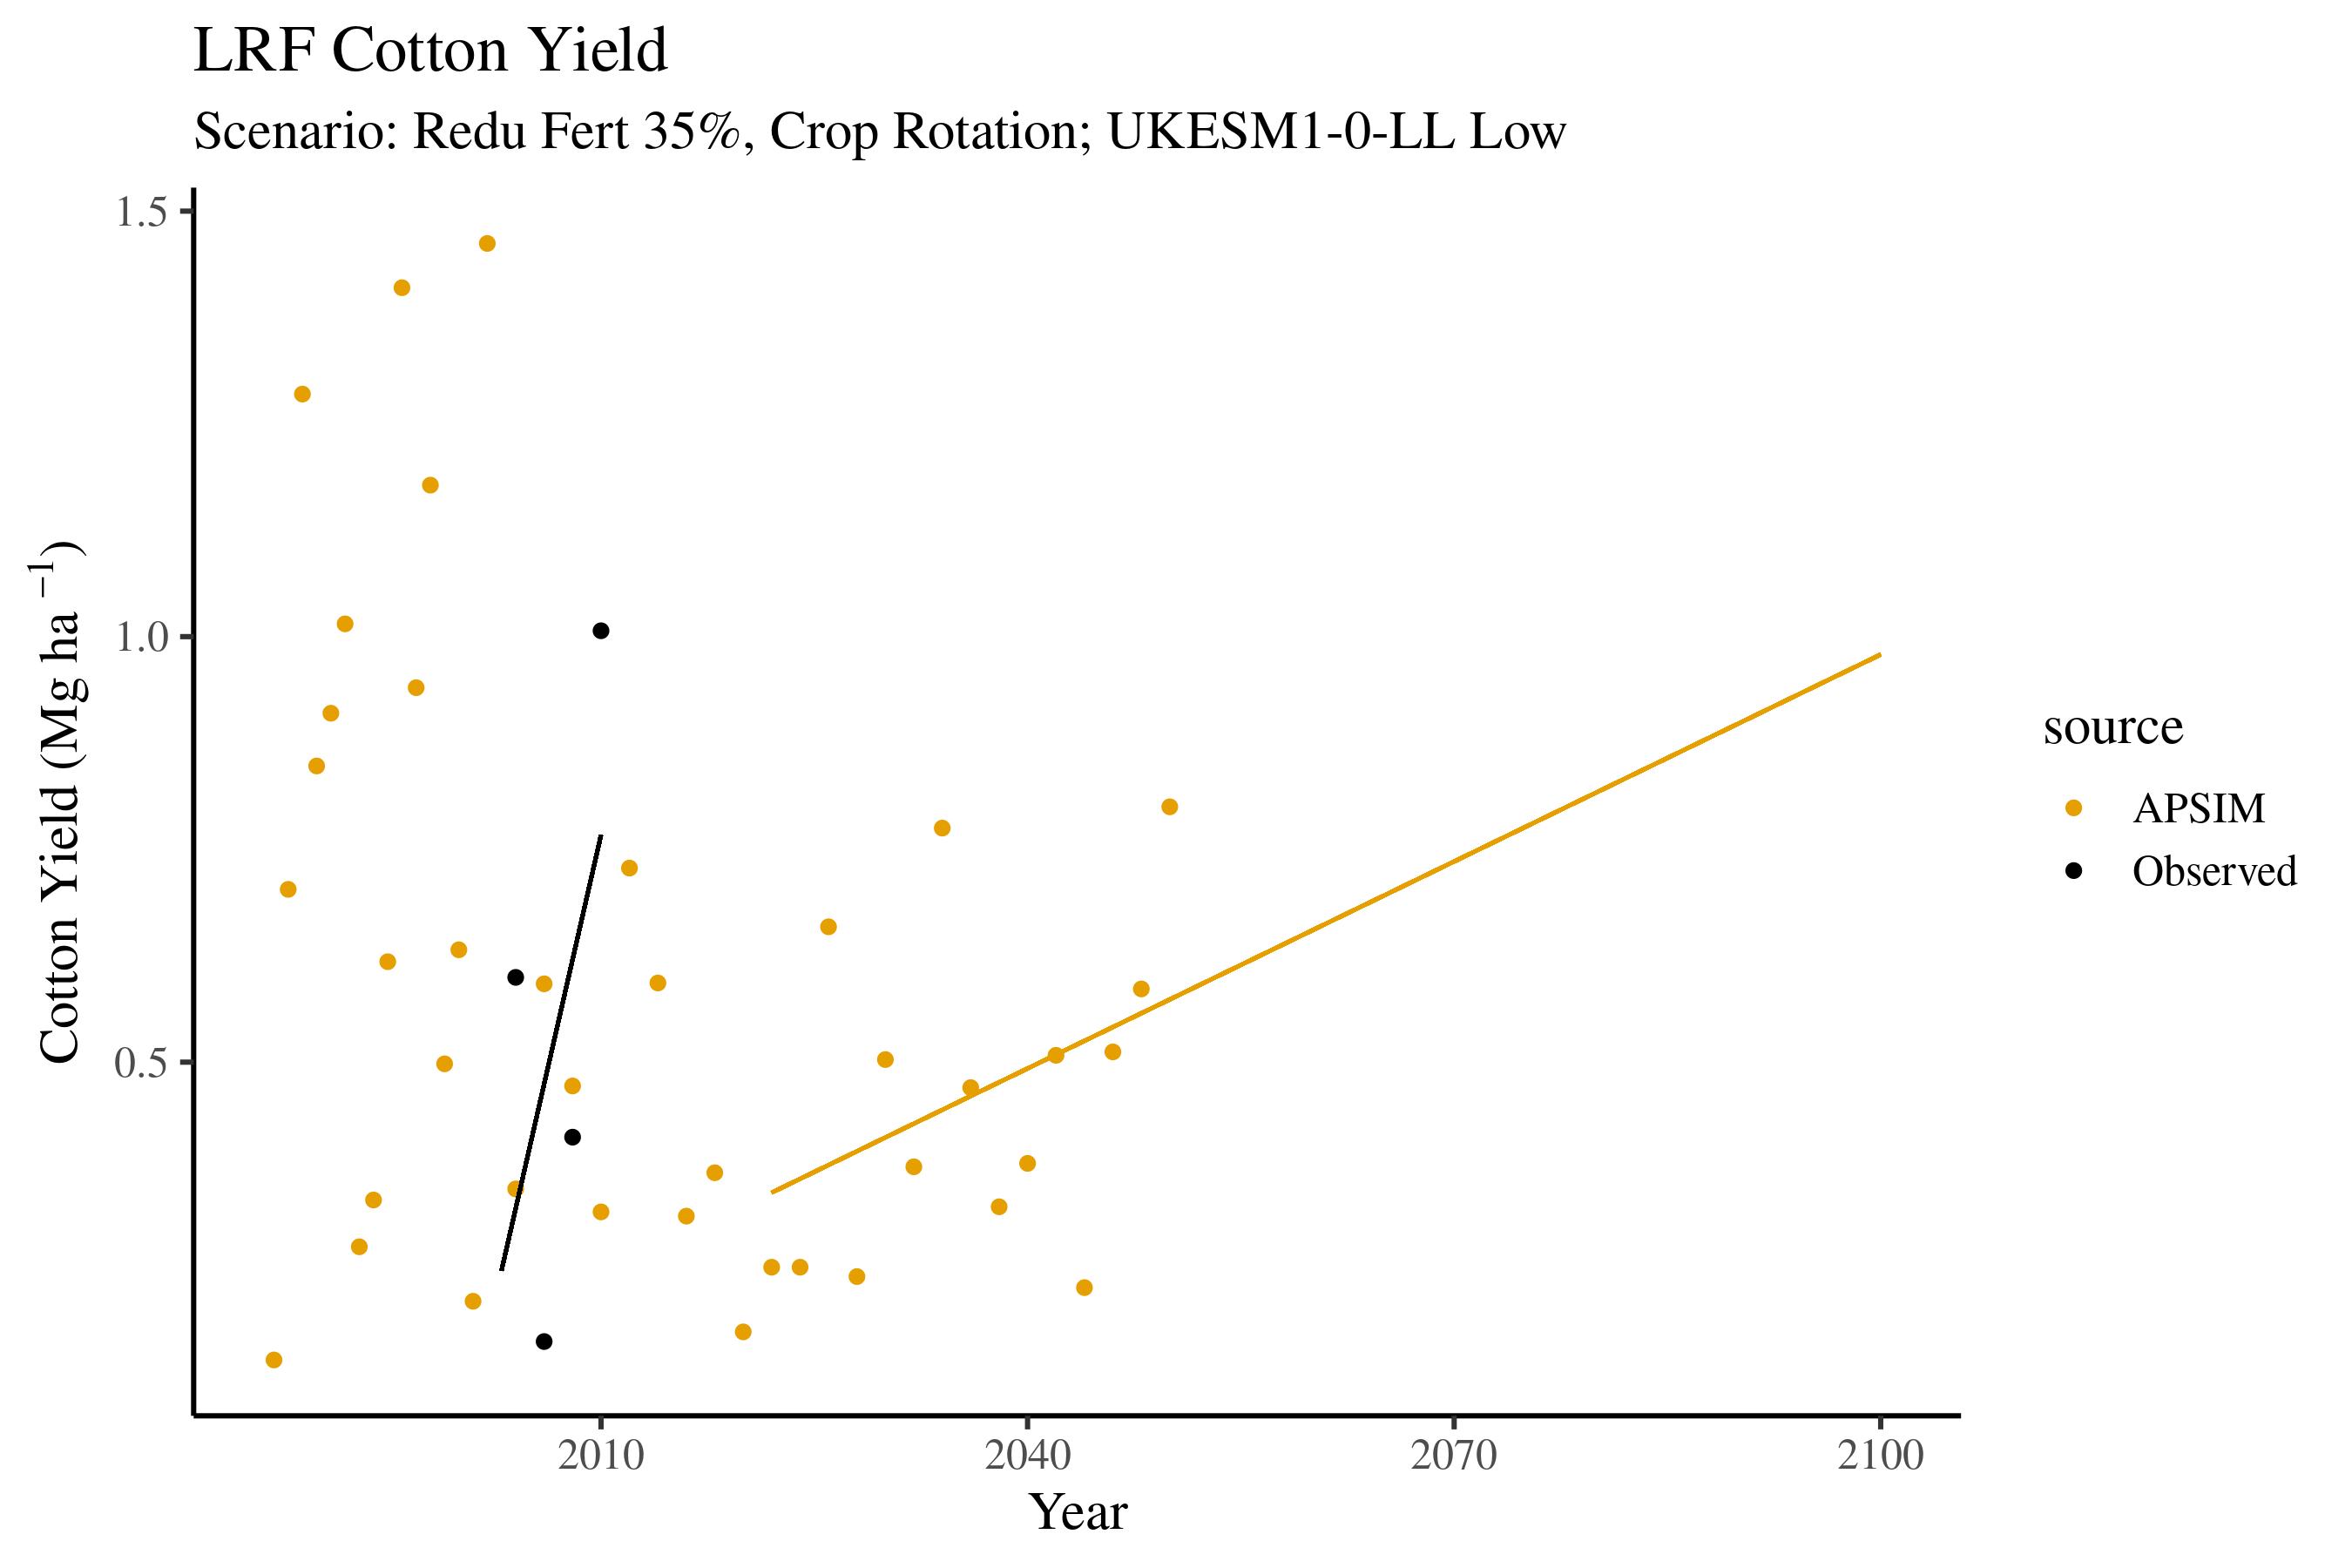 LRF Cotton Yield
Scenario: Redu Fert 35%, Crop Rotation; UKESM1-0-LL Low
Cotton Yield (Mg ha ⁻¹)
1.5
1.0
0.5
2010
2040
2070
2100
Year
source
APSIM
Observed